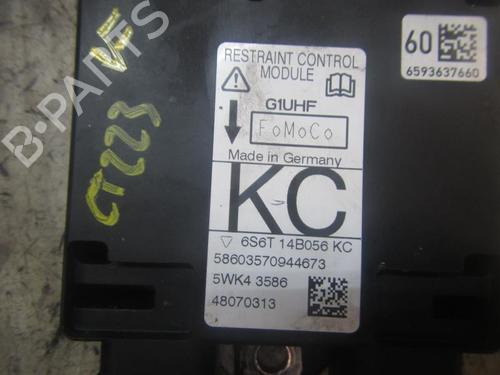 RESTRAINT CONTROL
MODULE
G1UHF
FoMoCo
Made in Germany
KC
6S6T 14B056 KC
58603570944673
5WK4 3586
48070313
60
6593637660
B-PARTS